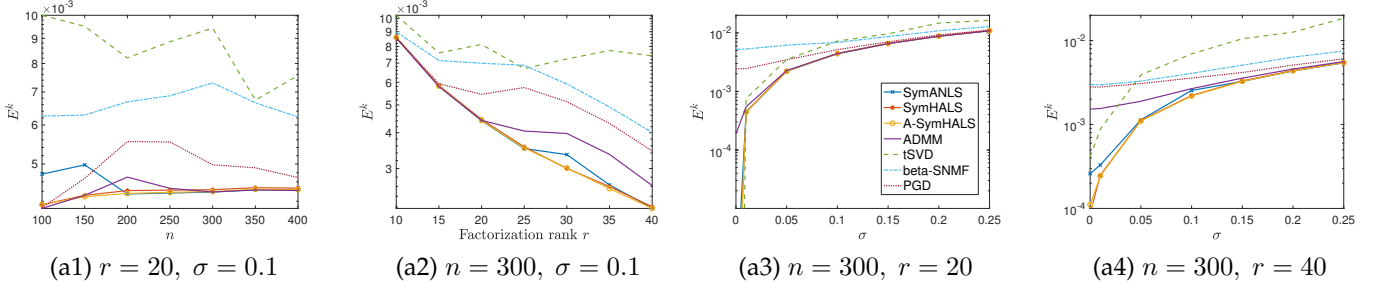 ×10⁻³
10
9
8
7
6
5
Eᵏ
100 150 200 250 300 350 400
n
(a1) r = 20, σ = 0.1
×10⁻³
10
9
8
7
6
5
4
3
Eᵏ
10 15 20 25 30 35 40
Factorization rank r
(a2) n = 300, σ = 0.1
10⁻²
10⁻³
10⁻⁴
Eᵏ
0 0.05 0.1 0.15 0.2 0.25
σ
SymANLS
SymHALS
A-SymHALS
ADMM
tSVD
beta-SNMF
PGD
(a3) n = 300, r = 20
10⁻²
10⁻³
10⁻⁴
Eᵏ
0 0.05 0.1 0.15 0.2 0.25
σ
(a4) n = 300, r = 40